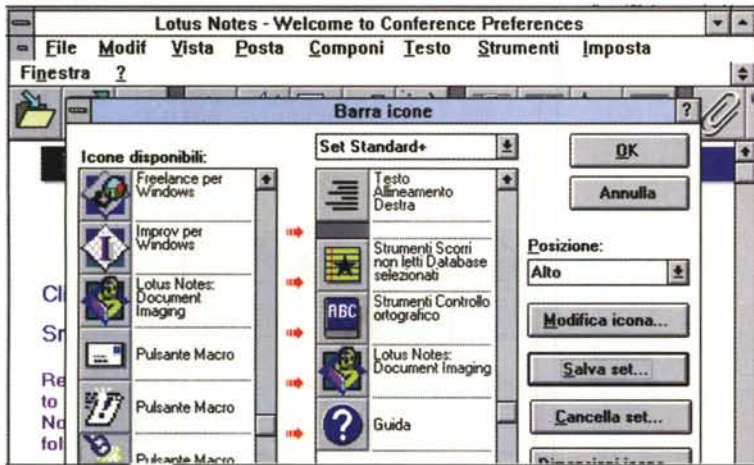 Lotus Notes - Welcome to Conference Preferences
File Modif Vista Posta Componi Testo Strumenti Imposta
Finestra ?
Barra icone ?
Icone disponibili:
Freelance per
Windows
Improv per
Windows
Lotus Notes:
Document
Imaging
Pulsante Macro
Pulsante Macro
Pulsante Macro
Set Standard+
Testo
Allineamento
Destra
Strumenti Scorri
non letti Database
selezionati
ABC
Strumenti Controllo
ortografico
Lotus Notes:
Document Imaging
? Guida
OK
Annulla
Posizione:
Alto
Modifica icona...
Salva set...
Cancella set...
Dimensioni icone...
Cl
Sr
Re
to
No
fol